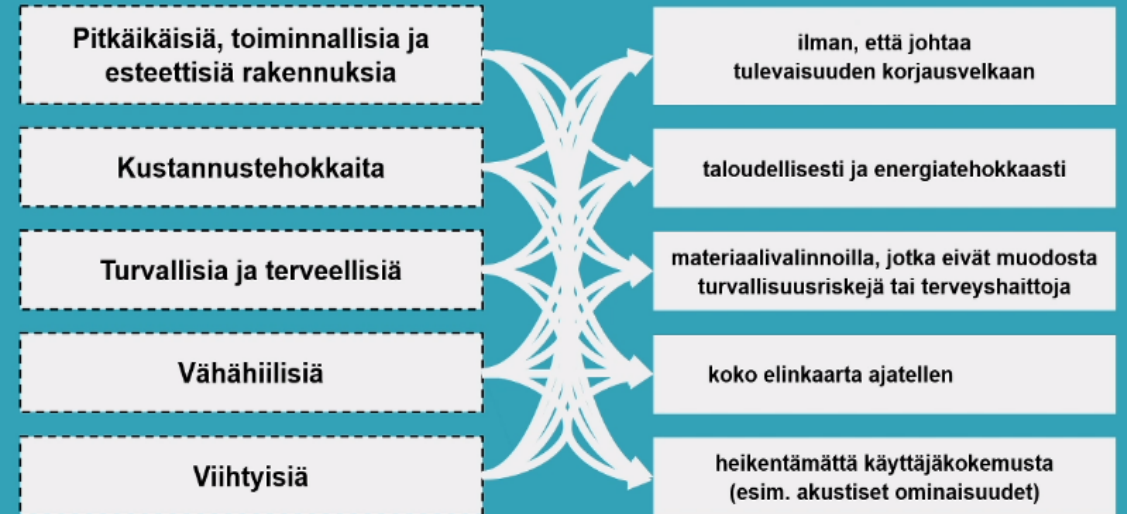 Pitkäikäisiä, toiminnallisia ja
esteettisiä rakennuksia
ilman, että johtaa
tulevaisuuden korjausvelkaan
Kustannustehokkaita
taloudellisesti ja energiatehokkaasti
Turvallisia ja terveellisiä
materiaalivalinnoilla, jotka eivät muodosta
turvallisuusriskejä tai terveyshaittoja
Vähähiilisiä
koko elinkaarta ajatellen
Viihtyisiä
heikentämättä käyttäjäkokemusta
(esim. akustiset ominaisuudet)